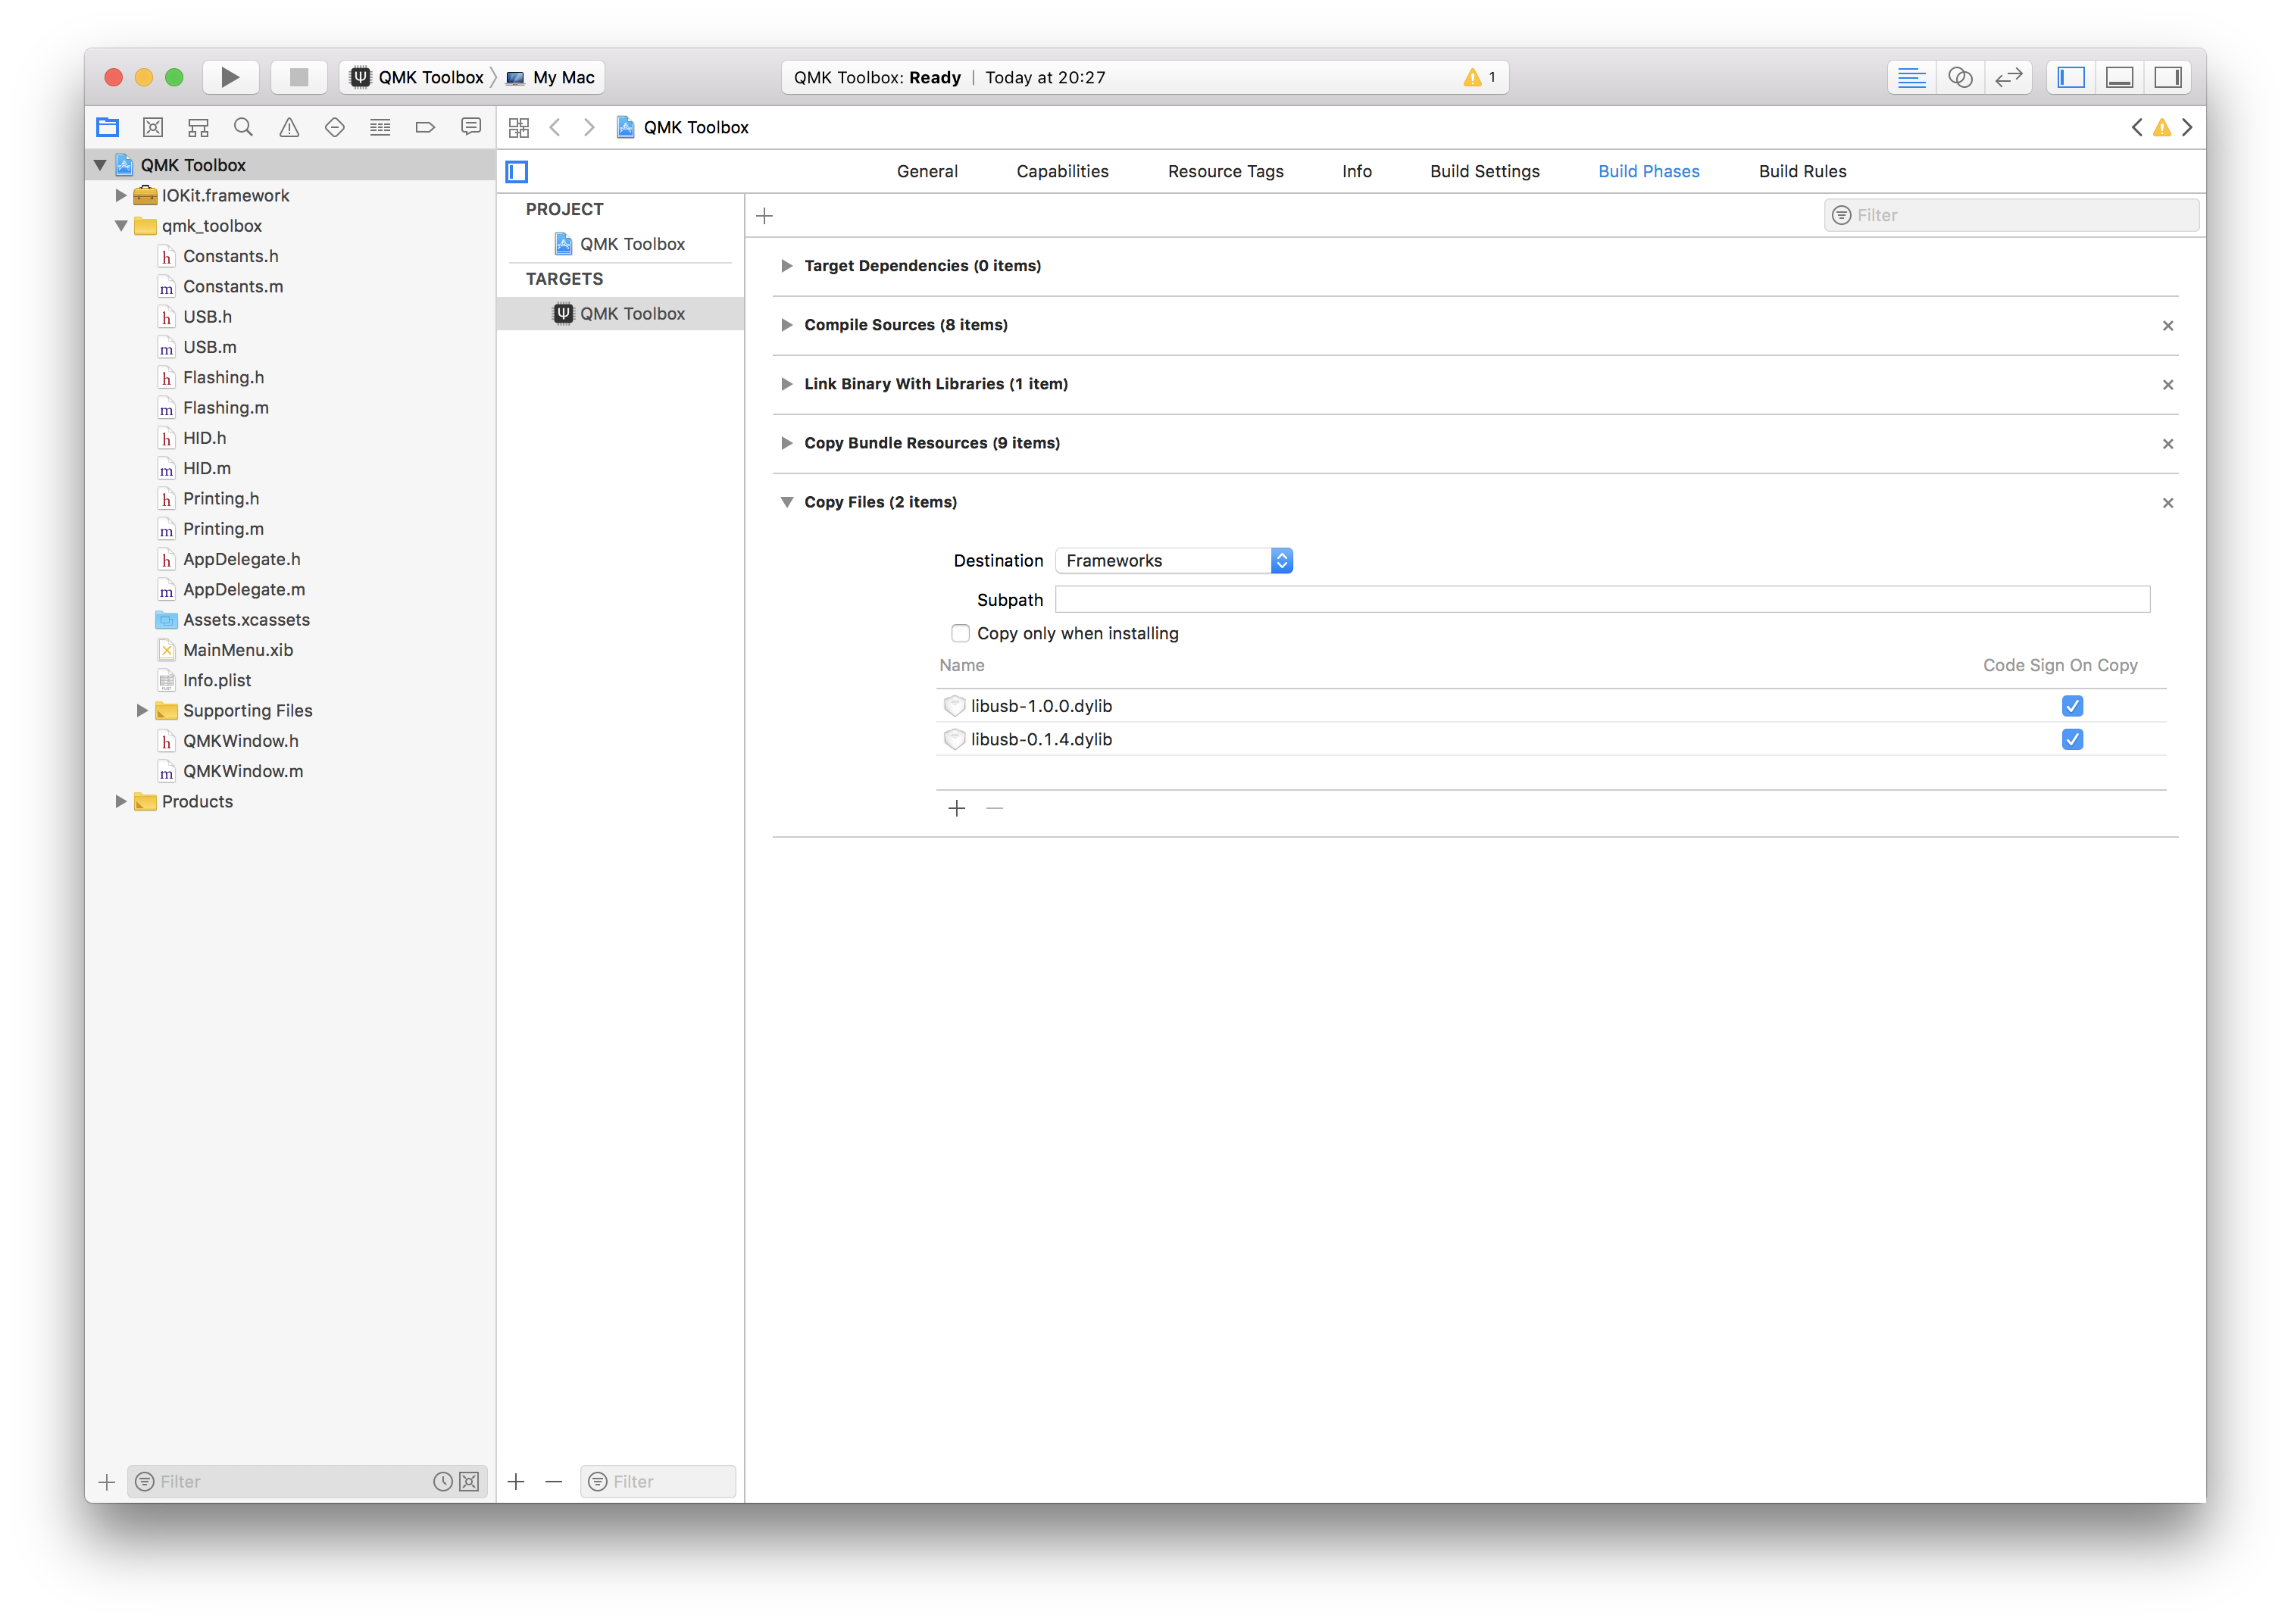 QMK Toolbox My Mac
QMK Toolbox: Ready | Today at 20:27
1
QMK Toolbox
QMK Toolbox
IOKit.framework
qmk_toolbox
h Constants.h
m Constants.m
h USB.h
m USB.m
h Flashing.h
m Flashing.m
h HID.h
m HID.m
h Printing.h
m Printing.m
h AppDelegate.h
m AppDelegate.m
Assets.xcassets
MainMenu.xib
Info.plist
Supporting Files
h QMKWindow.h
m QMKWindow.m
Products
Filter
General Capabilities Resource Tags Info Build Settings Build Phases Build Rules
PROJECT
QMK Toolbox
TARGETS
QMK Toolbox
Filter
Filter
Target Dependencies (0 items)
Compile Sources (8 items)
Link Binary With Libraries (1 item)
Copy Bundle Resources (9 items)
Copy Files (2 items)
Destination Frameworks
Subpath
Copy only when installing
Name Code Sign On Copy
libusb-1.0.0.dylib
libusb-0.1.4.dylib